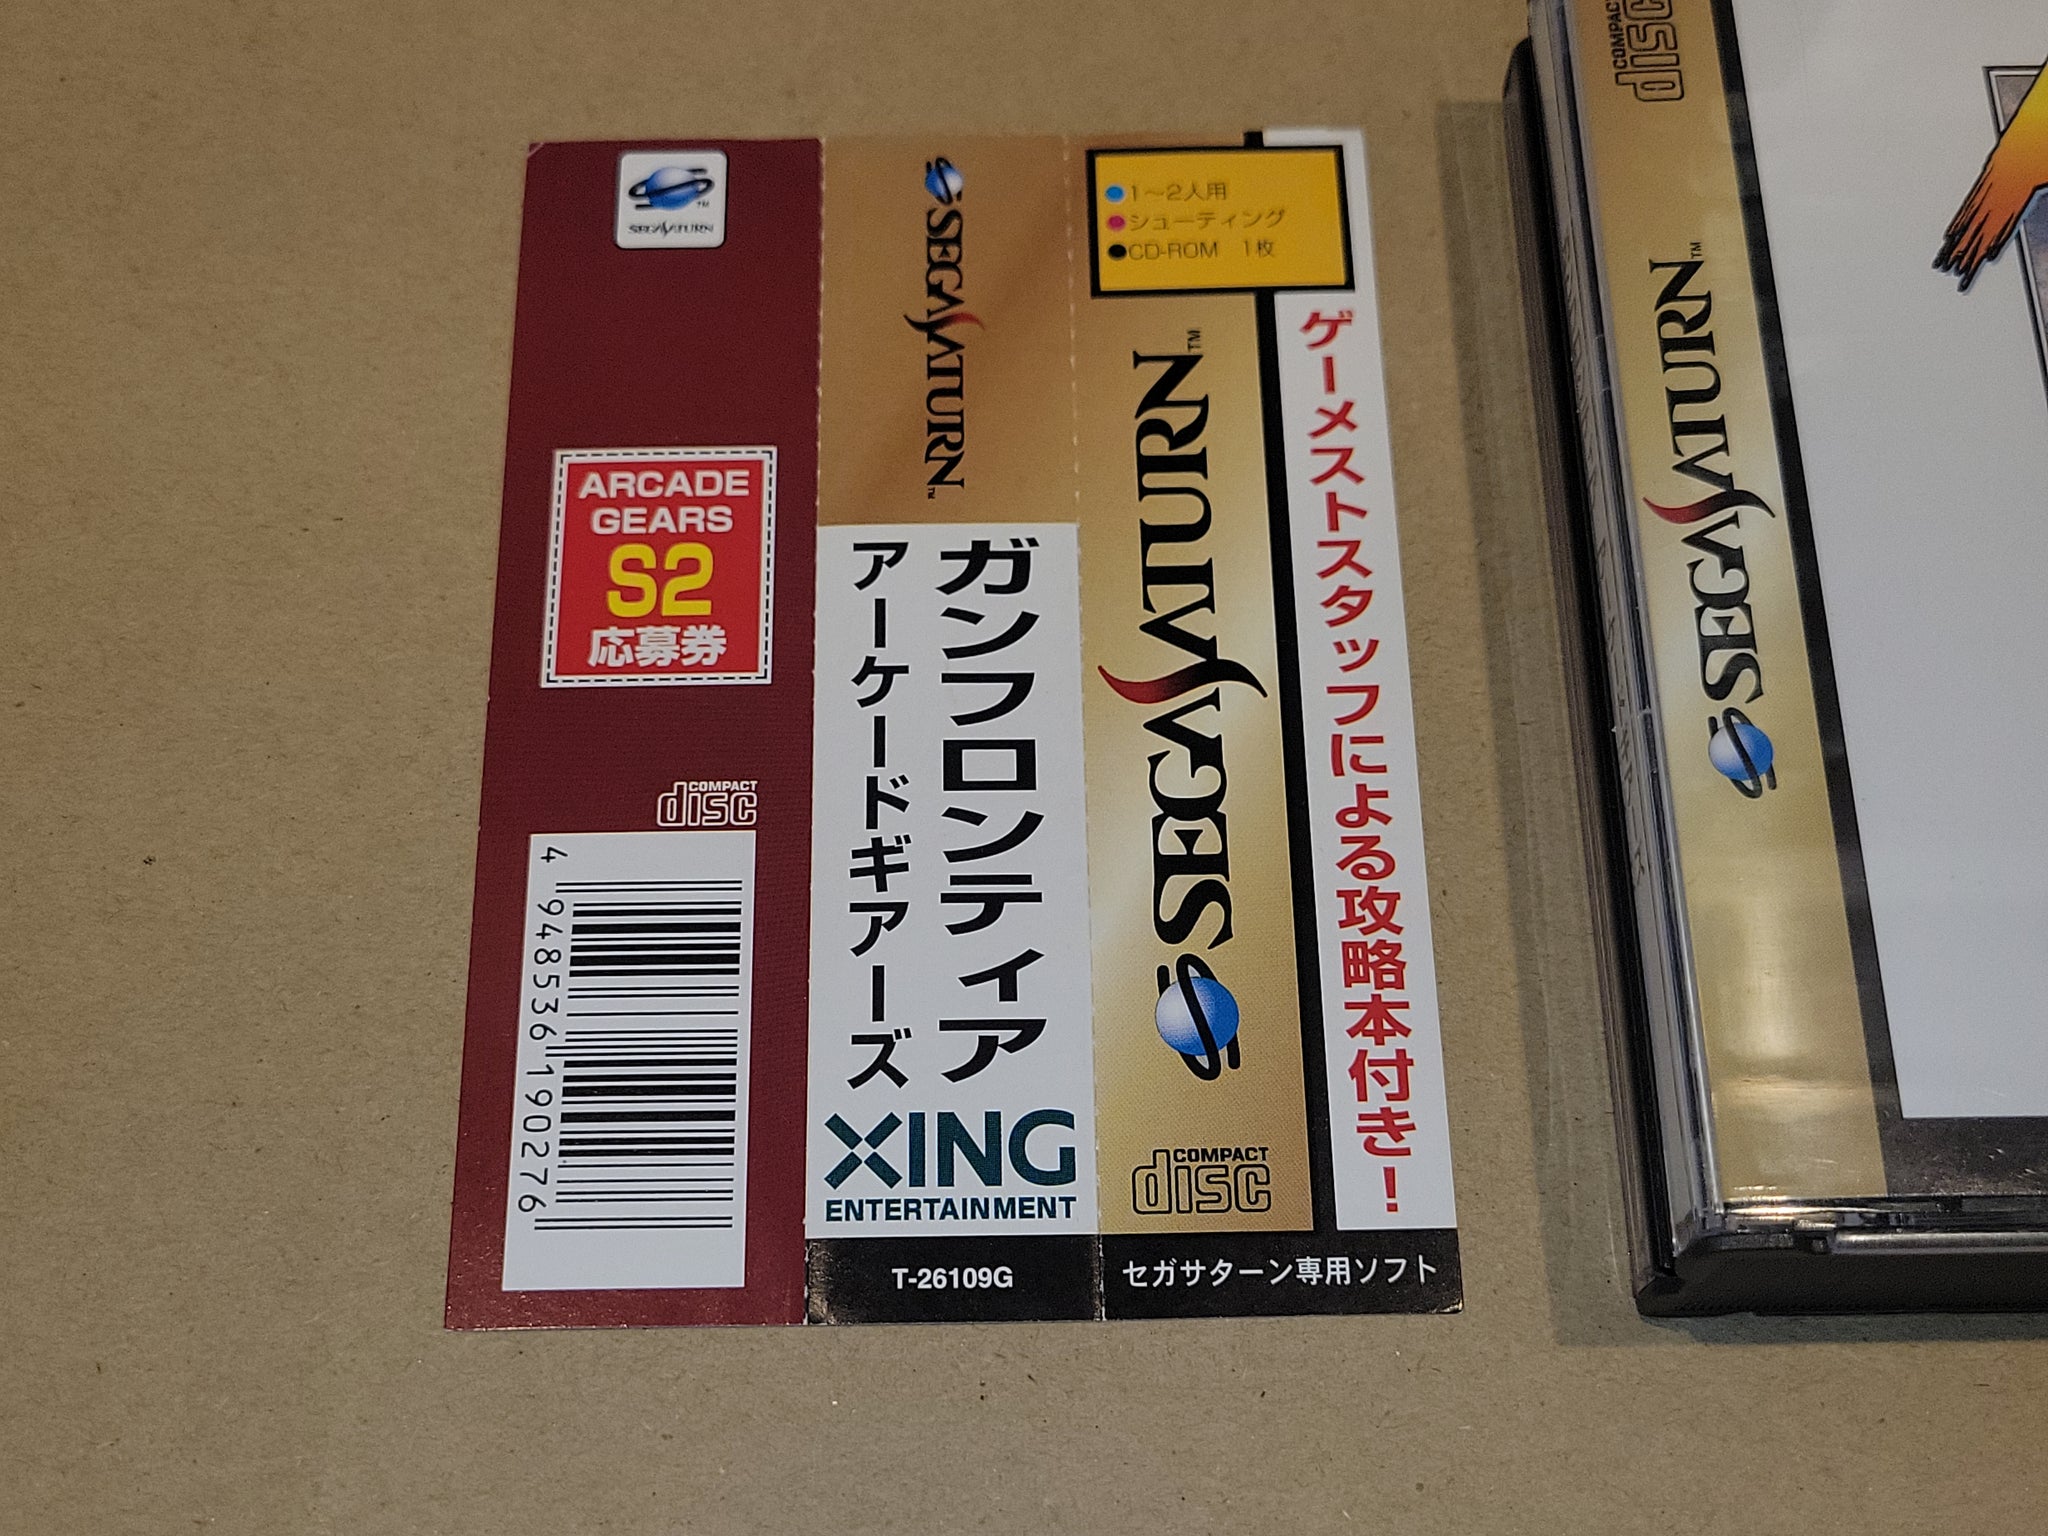 SEGA SATURN
ARCADE
GEARS
S2
応募券
COMPACT
disc
4 948536 190276
SEGA SATURN™
ガンフロンティア
アーケードギアーズ
XING
ENTERTAINMENT
T-26109G
●1〜2人用
●シューティング
●CD-ROM 1枚
SEGA SATURN™
COMPACT
disc
ゲーメストスタッフによる攻略本付き!
セガサターン専用ソフト
COMPACT
disc
SEGA SATURN™